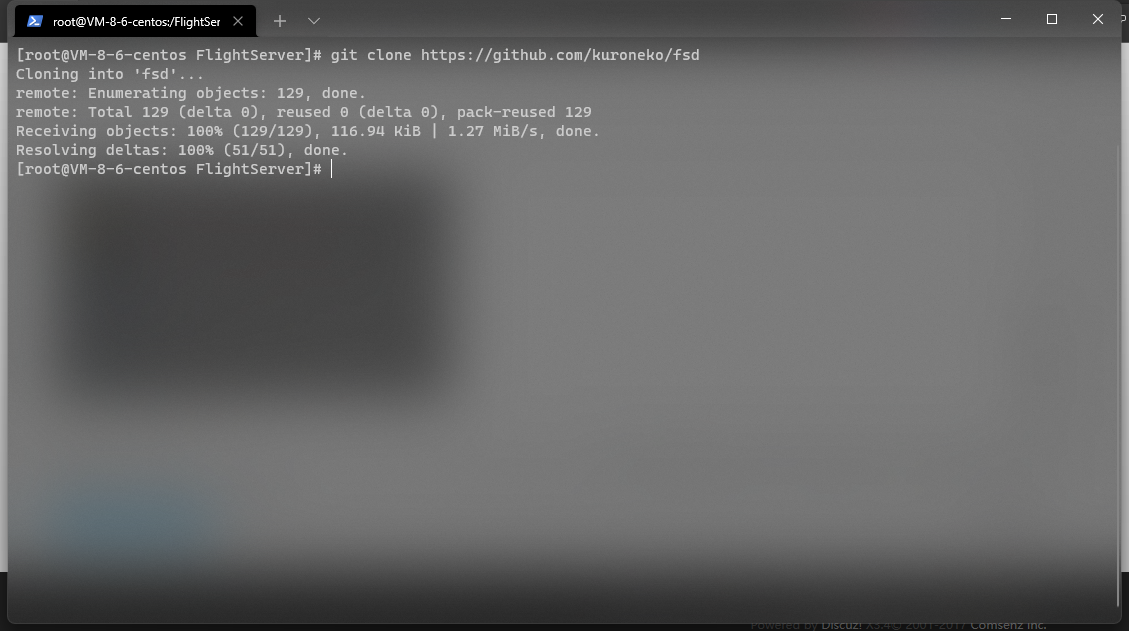 root@VM-8-6-centos:/FlightSer
[root@VM-8-6-centos FlightServer]# git clone https://github.com/kuroneko/fsd
Cloning into 'fsd'...
remote: Enumerating objects: 129, done.
remote: Total 129 (delta 0), reused 0 (delta 0), pack-reused 129
Receiving objects: 100% (129/129), 116.94 KiB | 1.27 MiB/s, done.
Resolving deltas: 100% (51/51), done.
[root@VM-8-6-centos FlightServer]#
Powered by Discuz! X3.4© 2001-2017 Comsenz Inc.